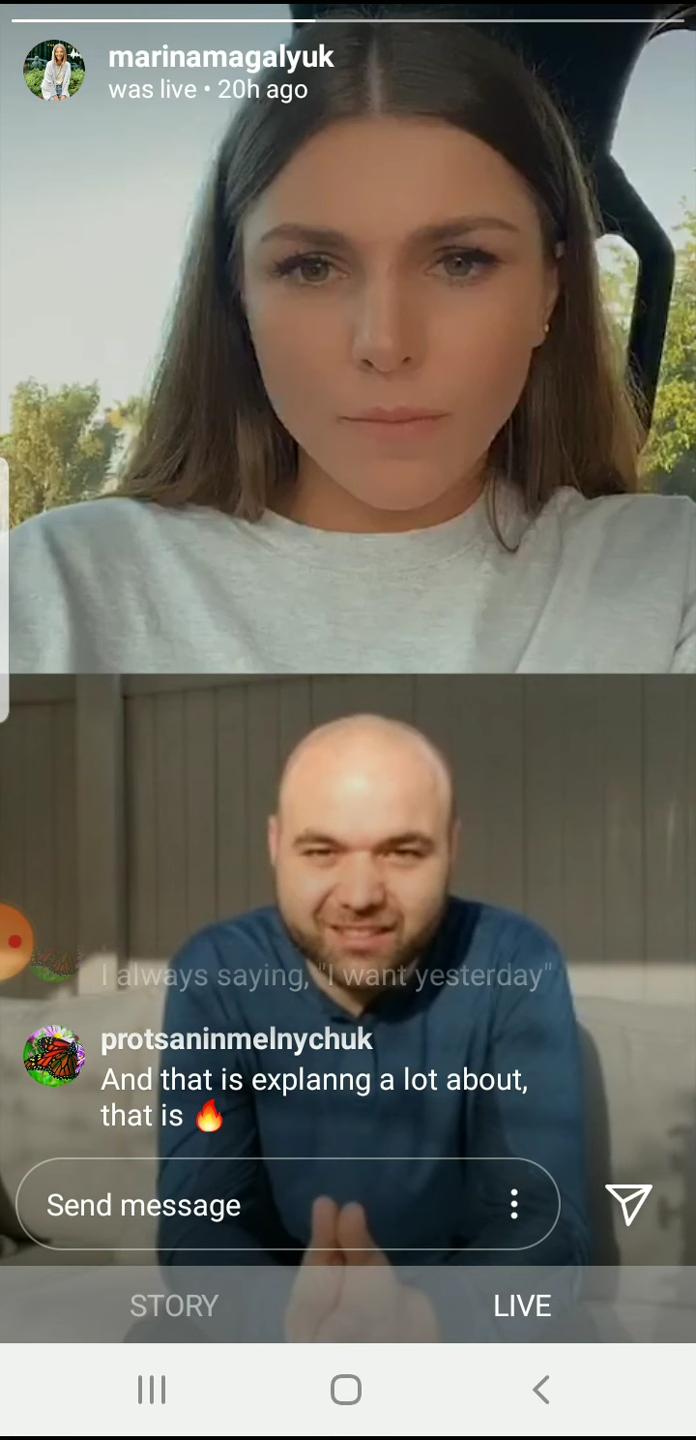 marinamagalyuk
was live • 20h ago
I always saying, "I want yesterday"
protsaninmelnychuk
And that is explanng a lot about,
that is 🔥
Send message
STORY
LIVE